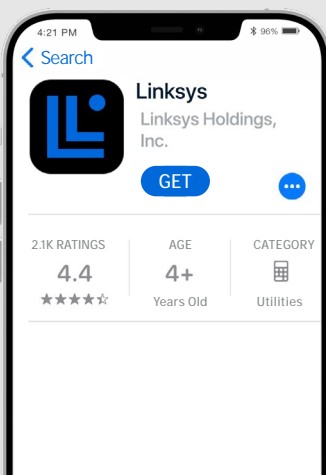 4:21 PM
96%
Search
Linksys
Linksys Holdings,
Inc.
GET
2.1K RATINGS
AGE
CATEGORY
4.4
4+
Years Old
Utilities